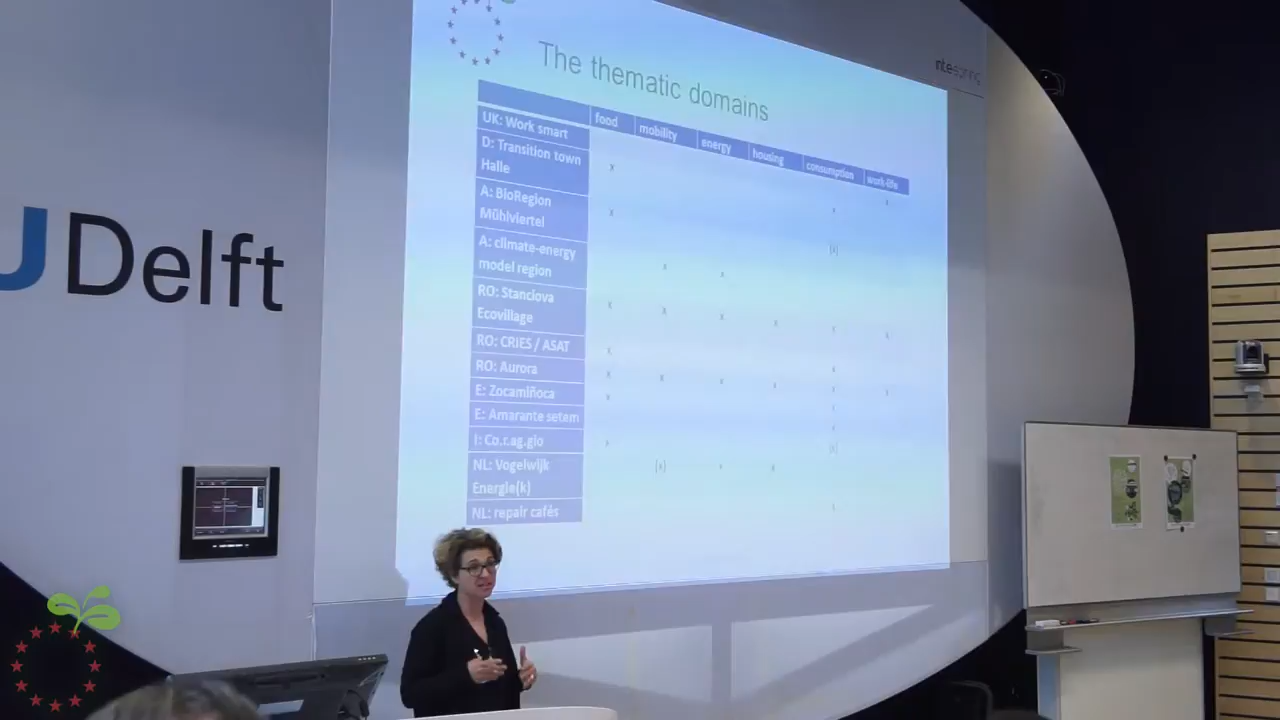 The thematic domains
food mobility energy housing consumption work-life
UK: Work smart
D: Transition town
Halle
x
A: BioRegion
Mühlviertel
x
A: climate-energy
model region
x x
RO: Stanciova
Ecovillage
x x x x x x
RO: CRIES / ASAT
x
RO: Aurora
x x x x x x
E: Zocamiñoca
x
E: Amarante setem
I: Co.r.ag.gio
NL: Vogelwijk
Energie(k)
[x] x x
NL: repair cafés
UDelft